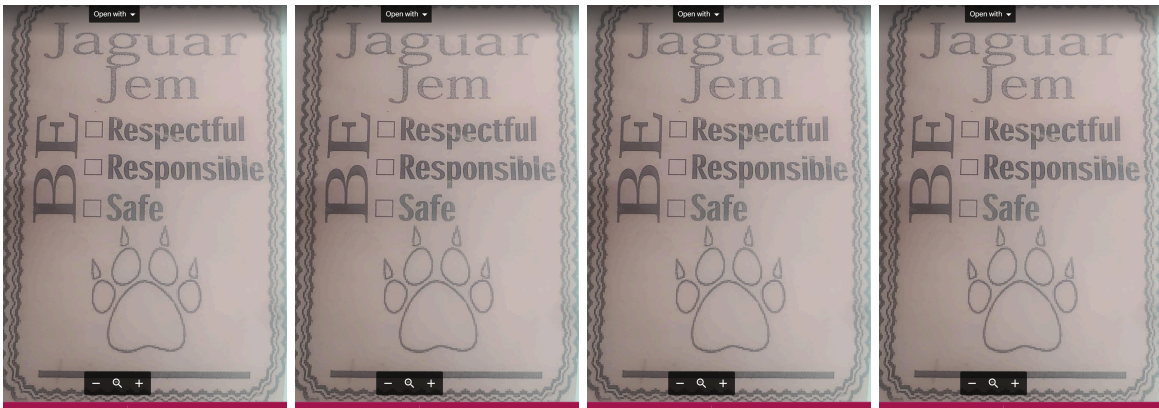 Open with
Jaguar
Jem
BE
Respectful
Responsible
Safe
Open with
Jaguar
Jem
BE
Respectful
Responsible
Safe
Open with
Jaguar
Jem
BE
Respectful
Responsible
Safe
Open with
Jaguar
Jem
BE
Respectful
Responsible
Safe